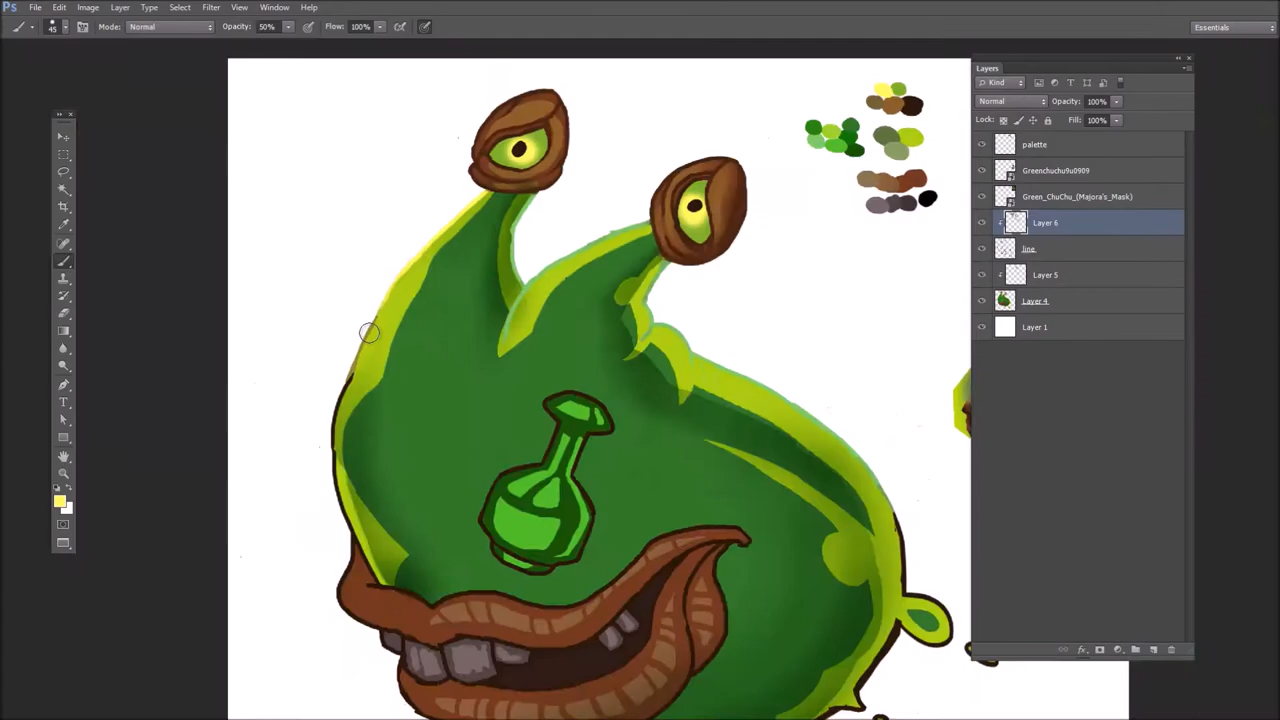 Ps File Edit Image Layer Type Select Filter View Window Help
45 Mode: Normal Opacity: 50% Flow: 100% Essentials
Layers
Kind
Normal Opacity: 100%
Lock: Fill: 100%
palette
Greenchuchu9u0909
Green_ChuChu_(Majora's_Mask)
Layer 6
line
Layer 5
Layer 4
Layer 1
fx